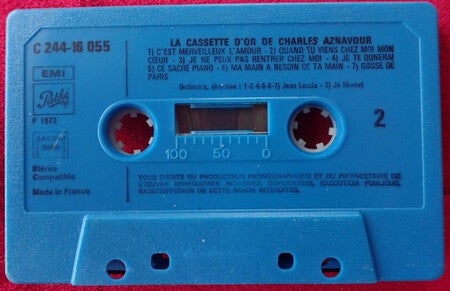 C 244-16 055
LA CASSETTE D'OR DE CHARLES AZNAVOUR
1) C'EST MERVEILLEUX L'AMOUR - 2) QUAND TU VIENS CHEZ MOI MON
CŒUR - 3) JE NE PEUX PAS RENTRER CHEZ MOI - 4) JE TE DONERAI
5) CE SACRÉ PIANO - 6) MA MAIN A BESOIN DE TA MAIN - 7) GOSSE DE
PARIS
Orchestre, direction : 1-2-4-5-6-7) Jean Leccia - 3) Jo Moutet
EMI
Pathé
P 1972
SACEM
Stéréo
Compatible
Made in France
2
100 50 0
TOUS DROITS DU PRODUCTEUR PHONOGRAPHIQUE ET DU PROPRIETAIRE DE
L'ŒUVRE ENREGISTREE RESERVES. DUPLICATION, EXECUTION PUBLIQUE,
RADIODIFFUSION DE CETTE BANDE INTERDITES.